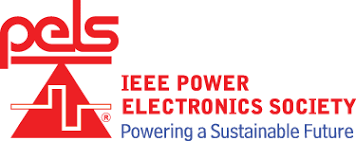 pels
IEEE POWER
ELECTRONICS SOCIETY
®
Powering a Sustainable Future